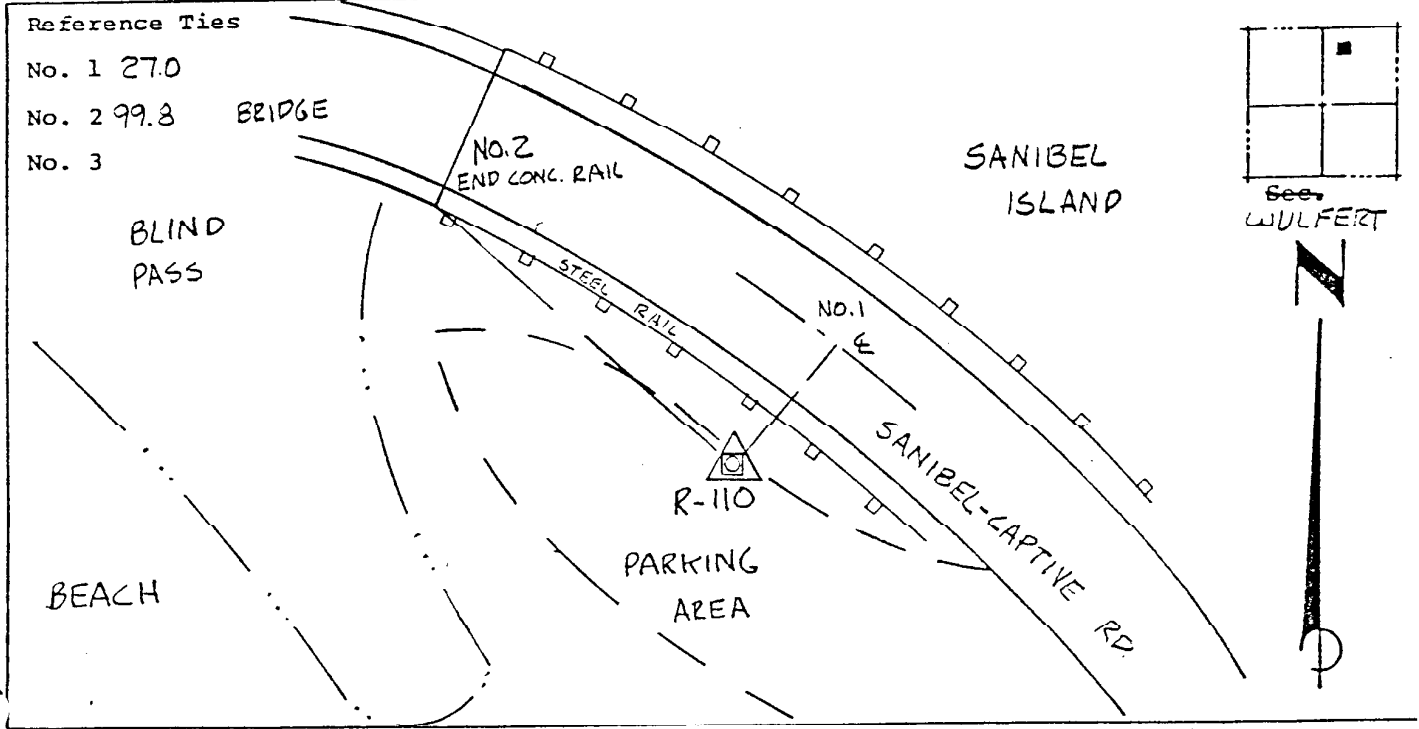 Reference Ties
No. 1 27.0
No. 2 99.8
No. 3
BRIDGE
NO.2
END CONC. RAIL
SANIBEL
ISLAND
Sec.
WULFERT
N
BLIND
PASS
STEEL RAIL
NO.1
℄
R-110
SANIBEL-CAPTIVE RD.
PARKING
AREA
BEACH